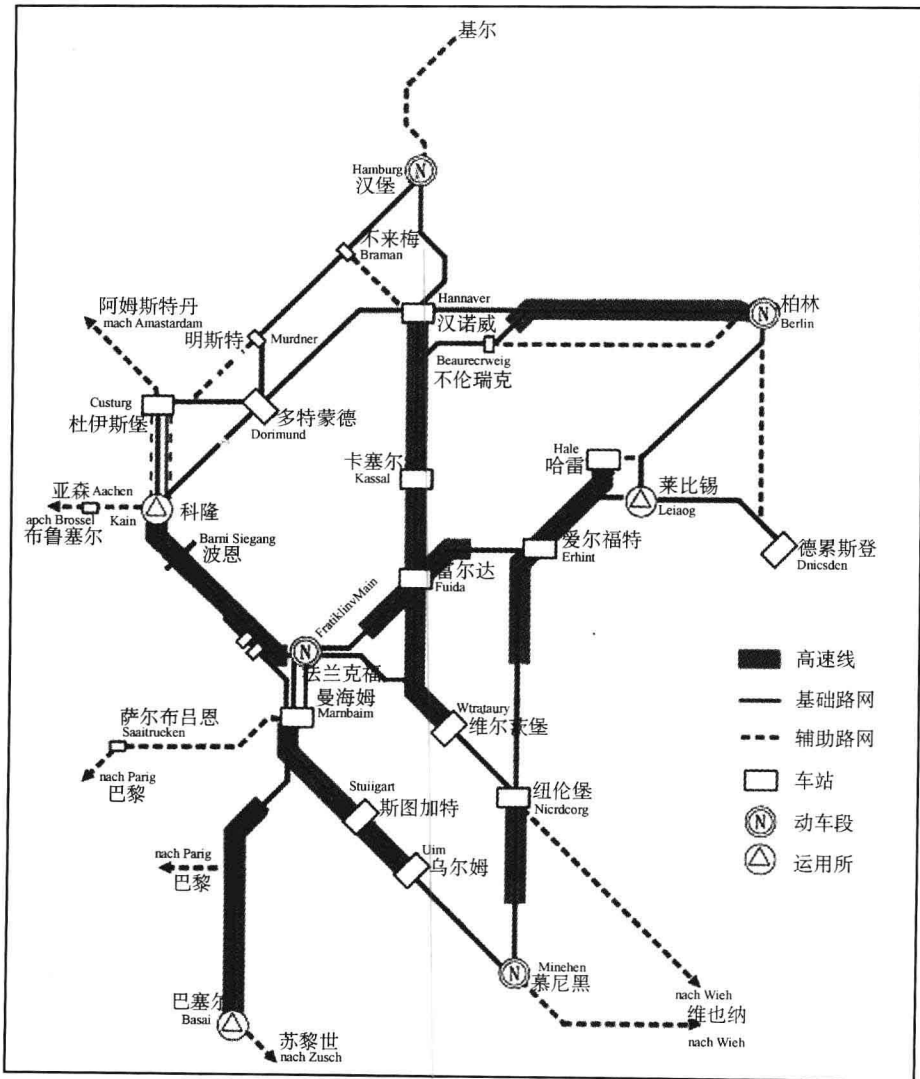 基尔
Hamburg
汉堡
不来梅
Braman
阿姆斯特丹
mach Amastardam
明斯特
Murdner
Hannaver
汉诺威
柏林
Berlin
Beaurecrweig
不伦瑞克
Custurg
杜伊斯堡
多特蒙德
Dorimund
卡塞尔
Kassal
Hale
哈雷
莱比锡
Leiaog
亚森 Aachen
apch Brossel
布鲁塞尔
Kain
科隆
Barni Siegang
波恩
爱尔福特
Erhint
德累斯登
Dnicsden
富尔达
Fuida
FratiklinvMain
法兰克福
曼海姆
Marnbaim
萨尔布吕恩
Saaitrucken
nach Parig
巴黎
Wtrataury
维尔茨堡
高速线
基础路网
辅助路网
车站
动车段
运用所
Stuiigart
斯图加特
纽伦堡
Nicrdcorg
nach Parig
巴黎
Uim
乌尔姆
Minehen
慕尼黑
nach Wieh
维也纳
nach Wieh
巴塞尔
Basai
苏黎世
nach Zusch